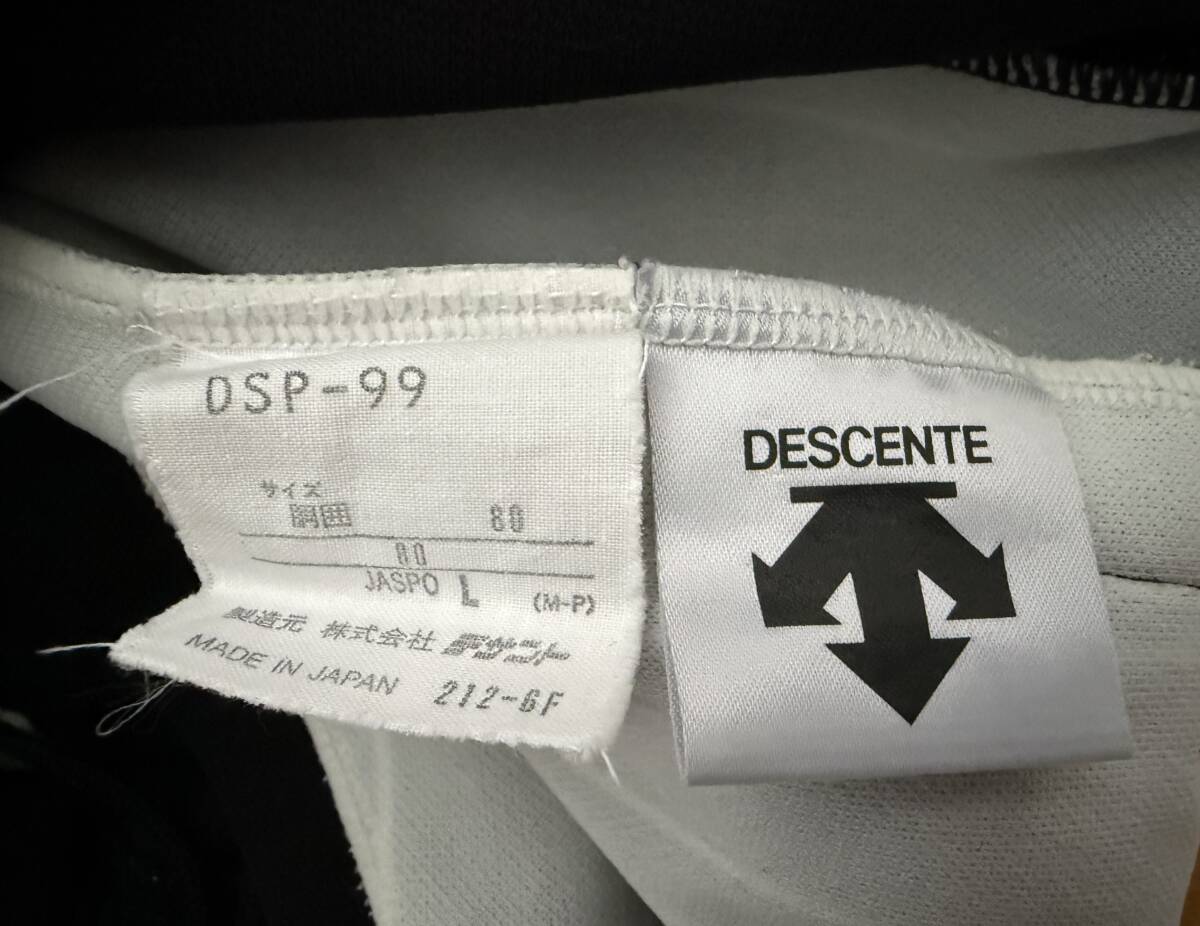 DSP-99
サイズ
胴囲 80
80
JASPO L (M-P)
製造元 株式会社 デサント
MADE IN JAPAN 212-6F
DESCENTE